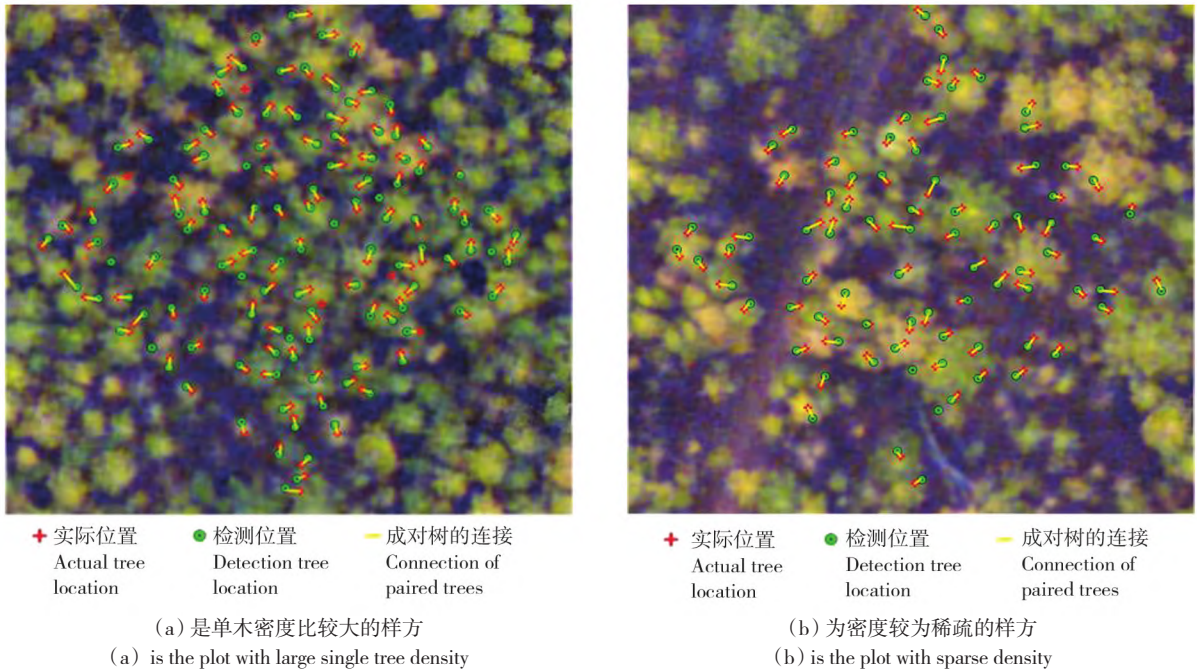 实际位置
Actual tree
location
检测位置
Detection tree
location
成对树的连接
Connection of
paired trees
(a)是单木密度比较大的样方
(a) is the plot with large single tree density
实际位置
Actual tree
location
检测位置
Detection tree
location
成对树的连接
Connection of
paired trees
(b)为密度较为稀疏的样方
(b) is the plot with sparse density